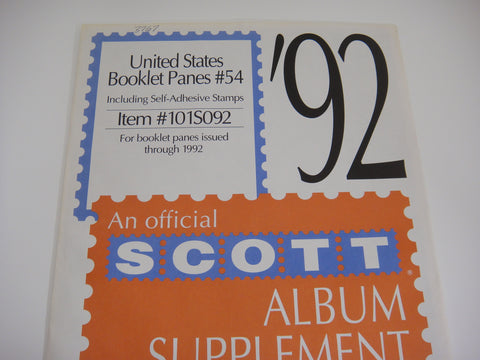 United States
Booklet Panes #54
Including Self-Adhesive Stamps
Item #101S092
For booklet panes issued
through 1992
'92
An official
SCOTT®
ALBUM
SUPPLEMENT